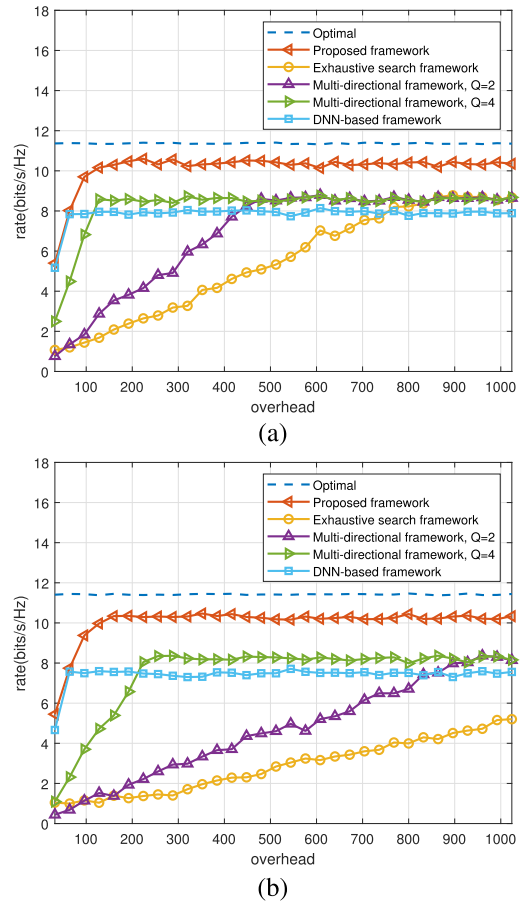 18
16
14
12
10
8
6
4
2
0
rate(bits/s/Hz)
Optimal
Proposed framework
Exhaustive search framework
Multi-directional framework, Q=2
Multi-directional framework, Q=4
DNN-based framework
100 200 300 400 500 600 700 800 900 1000
overhead
(a)
18
16
14
12
10
8
6
4
2
0
rate(bits/s/Hz)
Optimal
Proposed framework
Exhaustive search framework
Multi-directional framework, Q=2
Multi-directional framework, Q=4
DNN-based framework
100 200 300 400 500 600 700 800 900 1000
overhead
(b)